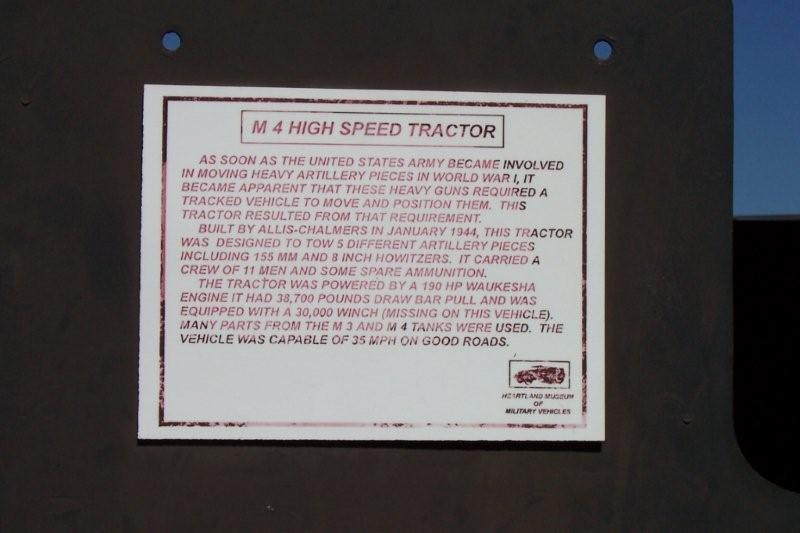 M 4 HIGH SPEED TRACTOR
AS SOON AS THE UNITED STATES ARMY BECAME INVOLVED
IN MOVING HEAVY ARTILLERY PIECES IN WORLD WAR I, IT
BECAME APPARENT THAT THESE HEAVY GUNS REQUIRED A
TRACKED VEHICLE TO MOVE AND POSITION THEM. THIS
TRACTOR RESULTED FROM THAT REQUIREMENT.
BUILT BY ALLIS-CHALMERS IN JANUARY 1944, THIS TRACTOR
WAS DESIGNED TO TOW 5 DIFFERENT ARTILLERY PIECES
INCLUDING 155 MM AND 8 INCH HOWITZERS. IT CARRIED A
CREW OF 11 MEN AND SOME SPARE AMMUNITION.
THE TRACTOR WAS POWERED BY A 190 HP WAUKESHA
ENGINE IT HAD 38,700 POUNDS DRAW BAR PULL AND WAS
EQUIPPED WITH A 30,000 WINCH (MISSING ON THIS VEHICLE).
MANY PARTS FROM THE M 3 AND M 4 TANKS WERE USED. THE
VEHICLE WAS CAPABLE OF 35 MPH ON GOOD ROADS.
HEARTLAND MUSEUM
OF
MILITARY VEHICLES